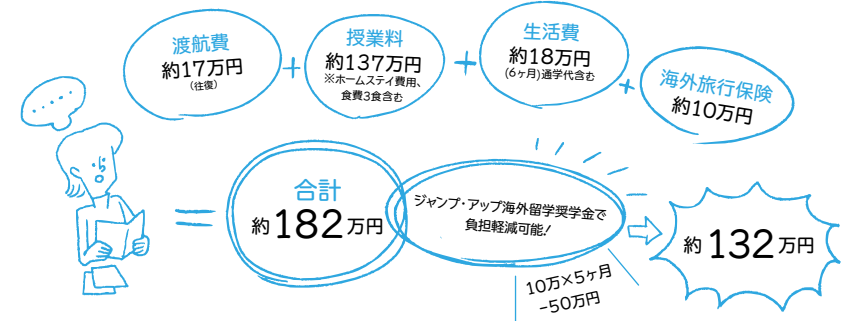 渡航費
約17万円
(往復)
+
授業料
約137万円
※ホームステイ費用、
食費3食含む
+
生活費
約18万円
(6ヶ月)通学代含む
+
海外旅行保険
約10万円
……
=
合計
約182万円
ジャンプ・アップ海外留学奨学金で
負担軽減可能!
10万×5ヶ月
−50万円
約132万円